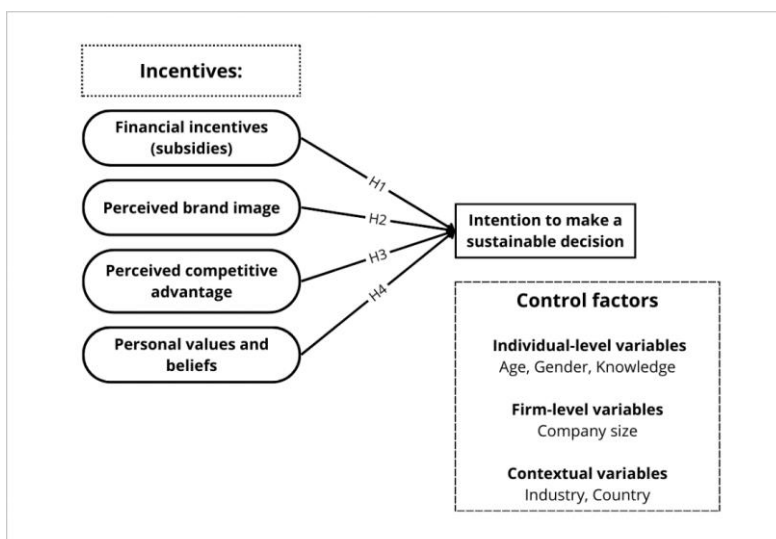 Incentives:
Financial incentives
(subsidies)
Perceived brand image
Perceived competitive
advantage
Personal values and
beliefs
H1
H2
H3
H4
Intention to make a
sustainable decision
Control factors
Individual-level variables
Age, Gender, Knowledge
Firm-level variables
Company size
Contextual variables
Industry, Country